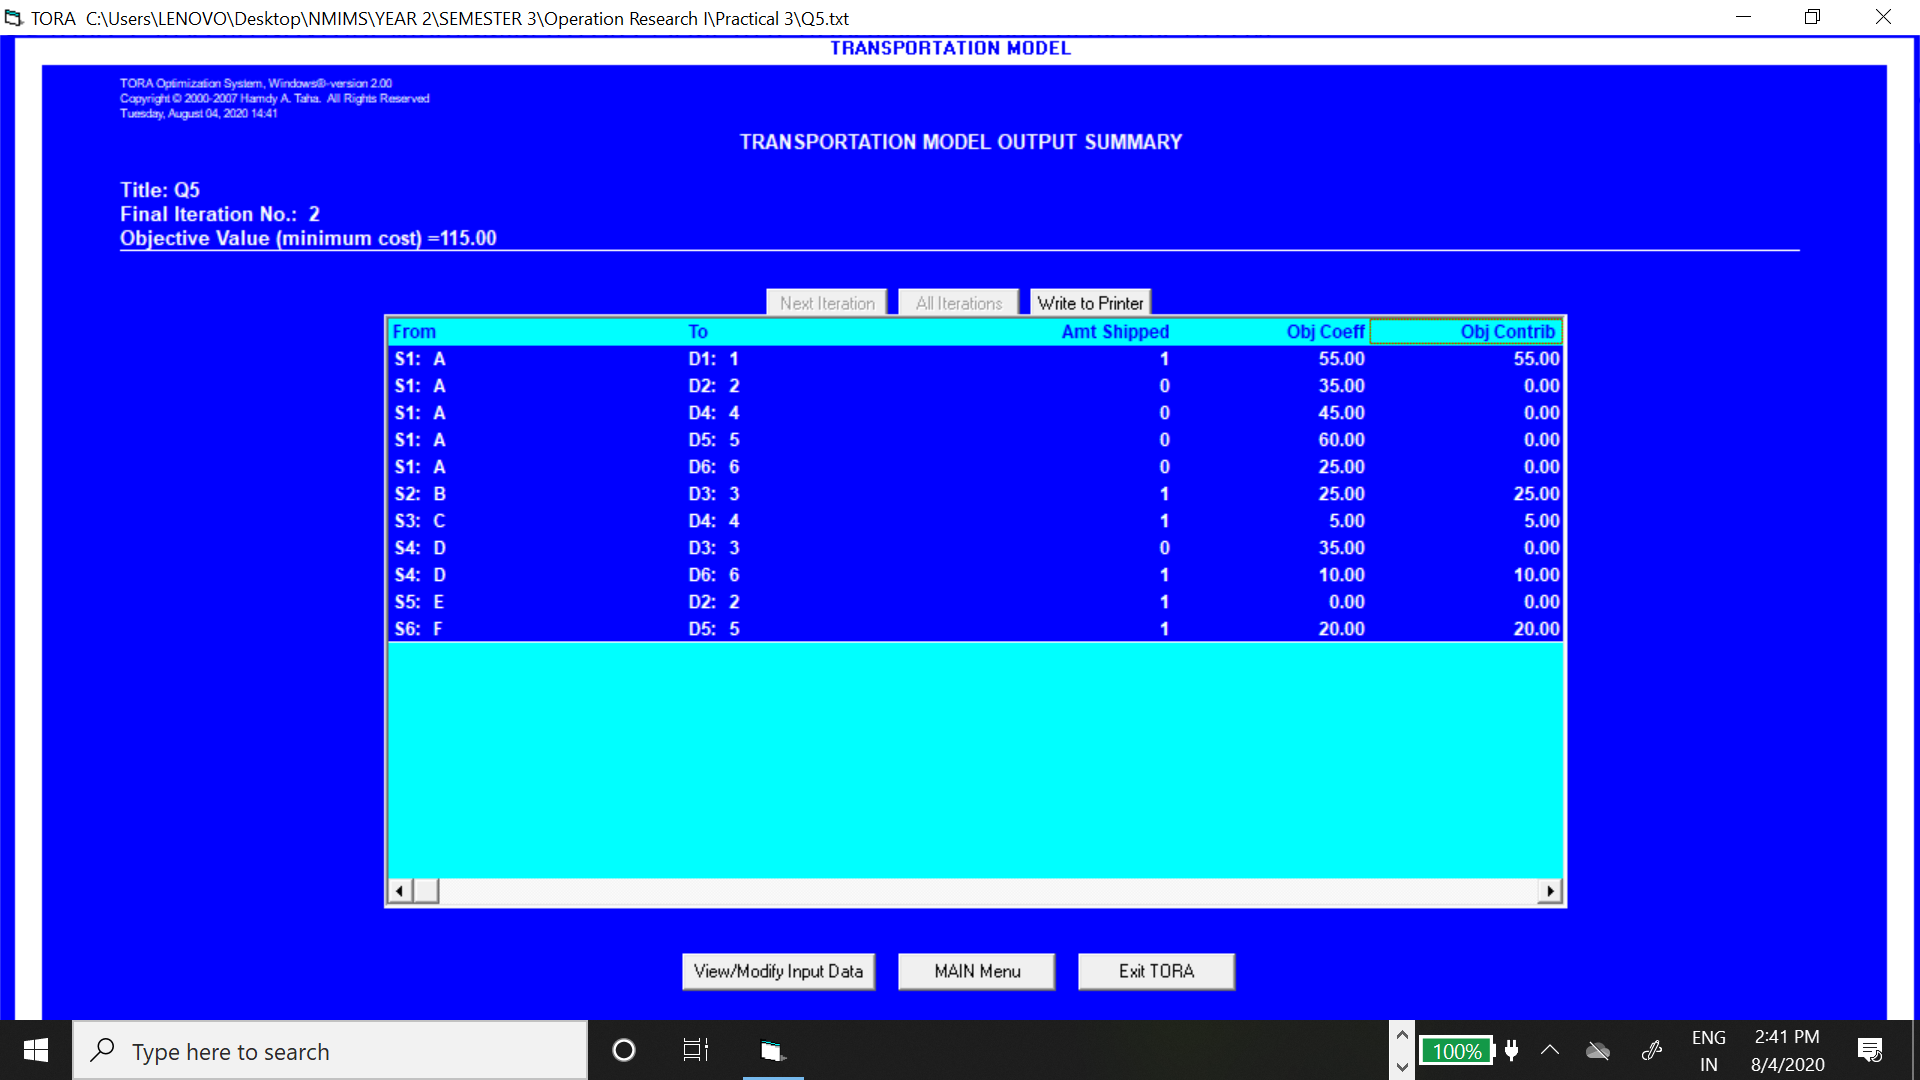 TORA C:\Users\LENOVO\Desktop\NMIMS\YEAR 2\SEMESTER 3\Operation Research I\Practical 3\Q5.txt
TRANSPORTATION MODEL
TORA Optimization System, Windows®-version 2.00
Copyright © 2000-2007 Hamdy A. Taha. All Rights Reserved
Tuesday, August 04, 2020 14:41
TRANSPORTATION MODEL OUTPUT SUMMARY
Title: Q5
Final Iteration No.: 2
Objective Value (minimum cost) =115.00
Next Iteration All Iterations Write to Printer
From To Amt Shipped Obj Coeff Obj Contrib
S1: A D1: 1 1 55.00 55.00
S1: A D2: 2 0 35.00 0.00
S1: A D4: 4 0 45.00 0.00
S1: A D5: 5 0 60.00 0.00
S1: A D6: 6 0 25.00 0.00
S2: B D3: 3 1 25.00 25.00
S3: C D4: 4 1 5.00 5.00
S4: D D3: 3 0 35.00 0.00
S4: D D6: 6 1 10.00 10.00
S5: E D2: 2 1 0.00 0.00
S6: F D5: 5 1 20.00 20.00
View/Modify Input Data MAIN Menu Exit TORA
Type here to search 100% ENG 2:41 PM
IN 8/4/2020